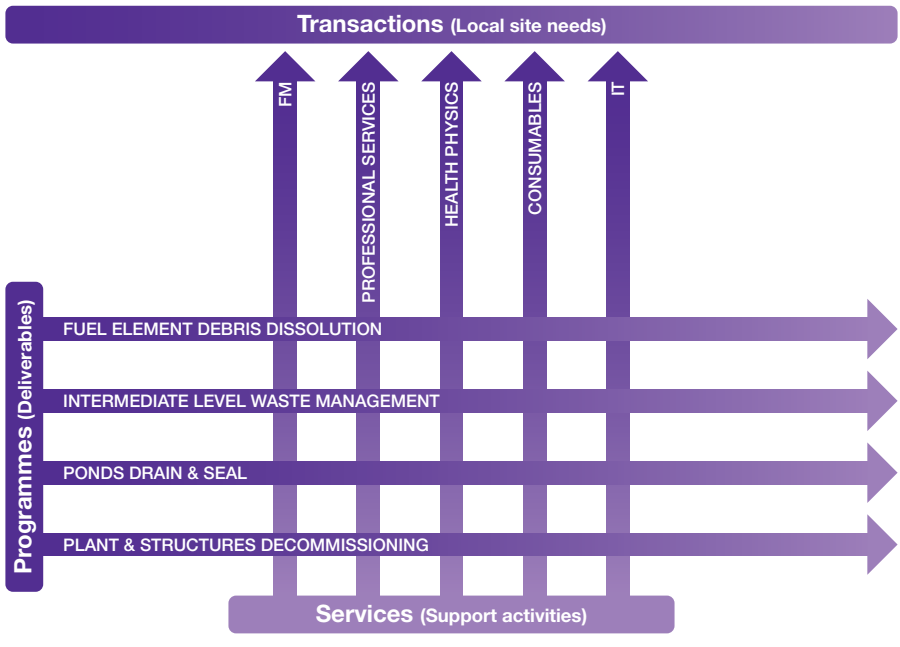 Transactions (Local site needs)
FM
PROFESSIONAL SERVICES
HEALTH PHYSICS
CONSUMABLES
IT
Programmes (Deliverables)
FUEL ELEMENT DEBRIS DISSOLUTION
INTERMEDIATE LEVEL WASTE MANAGEMENT
PONDS DRAIN & SEAL
PLANT & STRUCTURES DECOMMISSIONING
Services (Support activities)